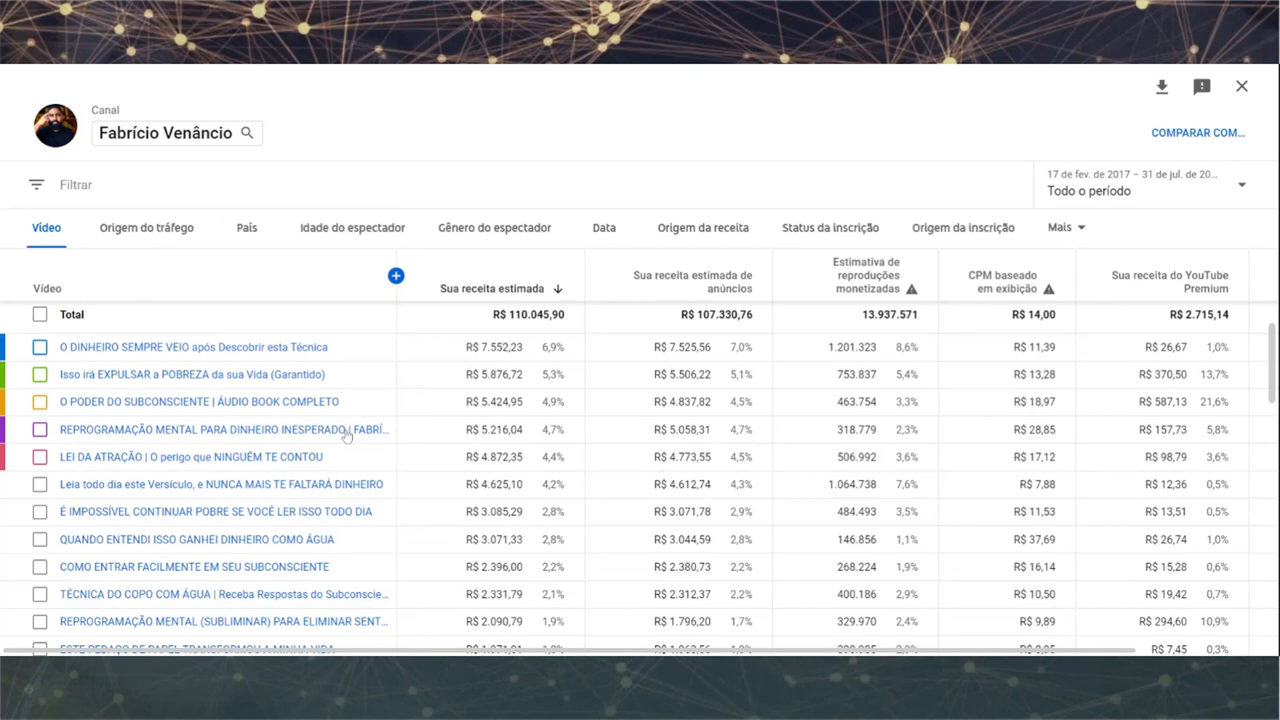 Canal
Fabrício Venâncio
COMPARAR COM...
Filtrar
17 de fev. de 2017 – 31 de jul. de 20...
Todo o período
Vídeo Origem do tráfego País Idade do espectador Gênero do espectador Data Origem da receita Status da inscrição Origem da inscrição Mais
Vídeo
Sua receita estimada
Sua receita estimada de
anúncios
Estimativa de
reproduções
monetizadas
CPM baseado
em exibição
Sua receita do YouTube
Premium
Total R$ 110.045,90 R$ 107.330,76 13.937.571 R$ 14,00 R$ 2.715,14
O DINHEIRO SEMPRE VEIO após Descobrir esta Técnica R$ 7.552,23 6,9% R$ 7.525,56 7,0% 1.201.323 8,6% R$ 11,39 R$ 26,67 1,0%
Isso irá EXPULSAR a POBREZA da sua Vida (Garantido) R$ 5.876,72 5,3% R$ 5.506,22 5,1% 753.837 5,4% R$ 13,28 R$ 370,50 13,7%
O PODER DO SUBCONSCIENTE | ÁUDIO BOOK COMPLETO R$ 5.424,95 4,9% R$ 4.837,82 4,5% 463.754 3,3% R$ 18,97 R$ 587,13 21,6%
REPROGRAMAÇÃO MENTAL PARA DINHEIRO INESPERADO | FABRÍ... R$ 5.216,04 4,7% R$ 5.058,31 4,7% 318.779 2,3% R$ 28,85 R$ 157,73 5,8%
LEI DA ATRAÇÃO | O perigo que NINGUÉM TE CONTOU R$ 4.872,35 4,4% R$ 4.773,55 4,5% 506.992 3,6% R$ 17,12 R$ 98,79 3,6%
Leia todo dia este Versículo, e NUNCA MAIS TE FALTARÁ DINHEIRO R$ 4.625,10 4,2% R$ 4.612,74 4,3% 1.064.738 7,6% R$ 7,88 R$ 12,36 0,5%
É IMPOSSÍVEL CONTINUAR POBRE SE VOCÊ LER ISSO TODO DIA R$ 3.085,29 2,8% R$ 3.071,78 2,9% 484.493 3,5% R$ 11,53 R$ 13,51 0,5%
QUANDO ENTENDI ISSO GANHEI DINHEIRO COMO ÁGUA R$ 3.071,33 2,8% R$ 3.044,59 2,8% 146.856 1,1% R$ 37,69 R$ 26,74 1,0%
COMO ENTRAR FACILMENTE EM SEU SUBCONSCIENTE R$ 2.396,00 2,2% R$ 2.380,73 2,2% 268.224 1,9% R$ 16,14 R$ 15,28 0,6%
TÉCNICA DO COPO COM ÁGUA | Receba Respostas do Subconscie... R$ 2.331,79 2,1% R$ 2.312,37 2,2% 400.186 2,9% R$ 10,50 R$ 19,42 0,7%
REPROGRAMAÇÃO MENTAL (SUBLIMINAR) PARA ELIMINAR SENT... R$ 2.090,79 1,9% R$ 1.796,20 1,7% 329.970 2,4% R$ 9,89 R$ 294,60 10,9%
ESTE PEDAÇO DE PAPEL TRANSFORMOU A MINHA VIDA R$ 7,45 0,3%